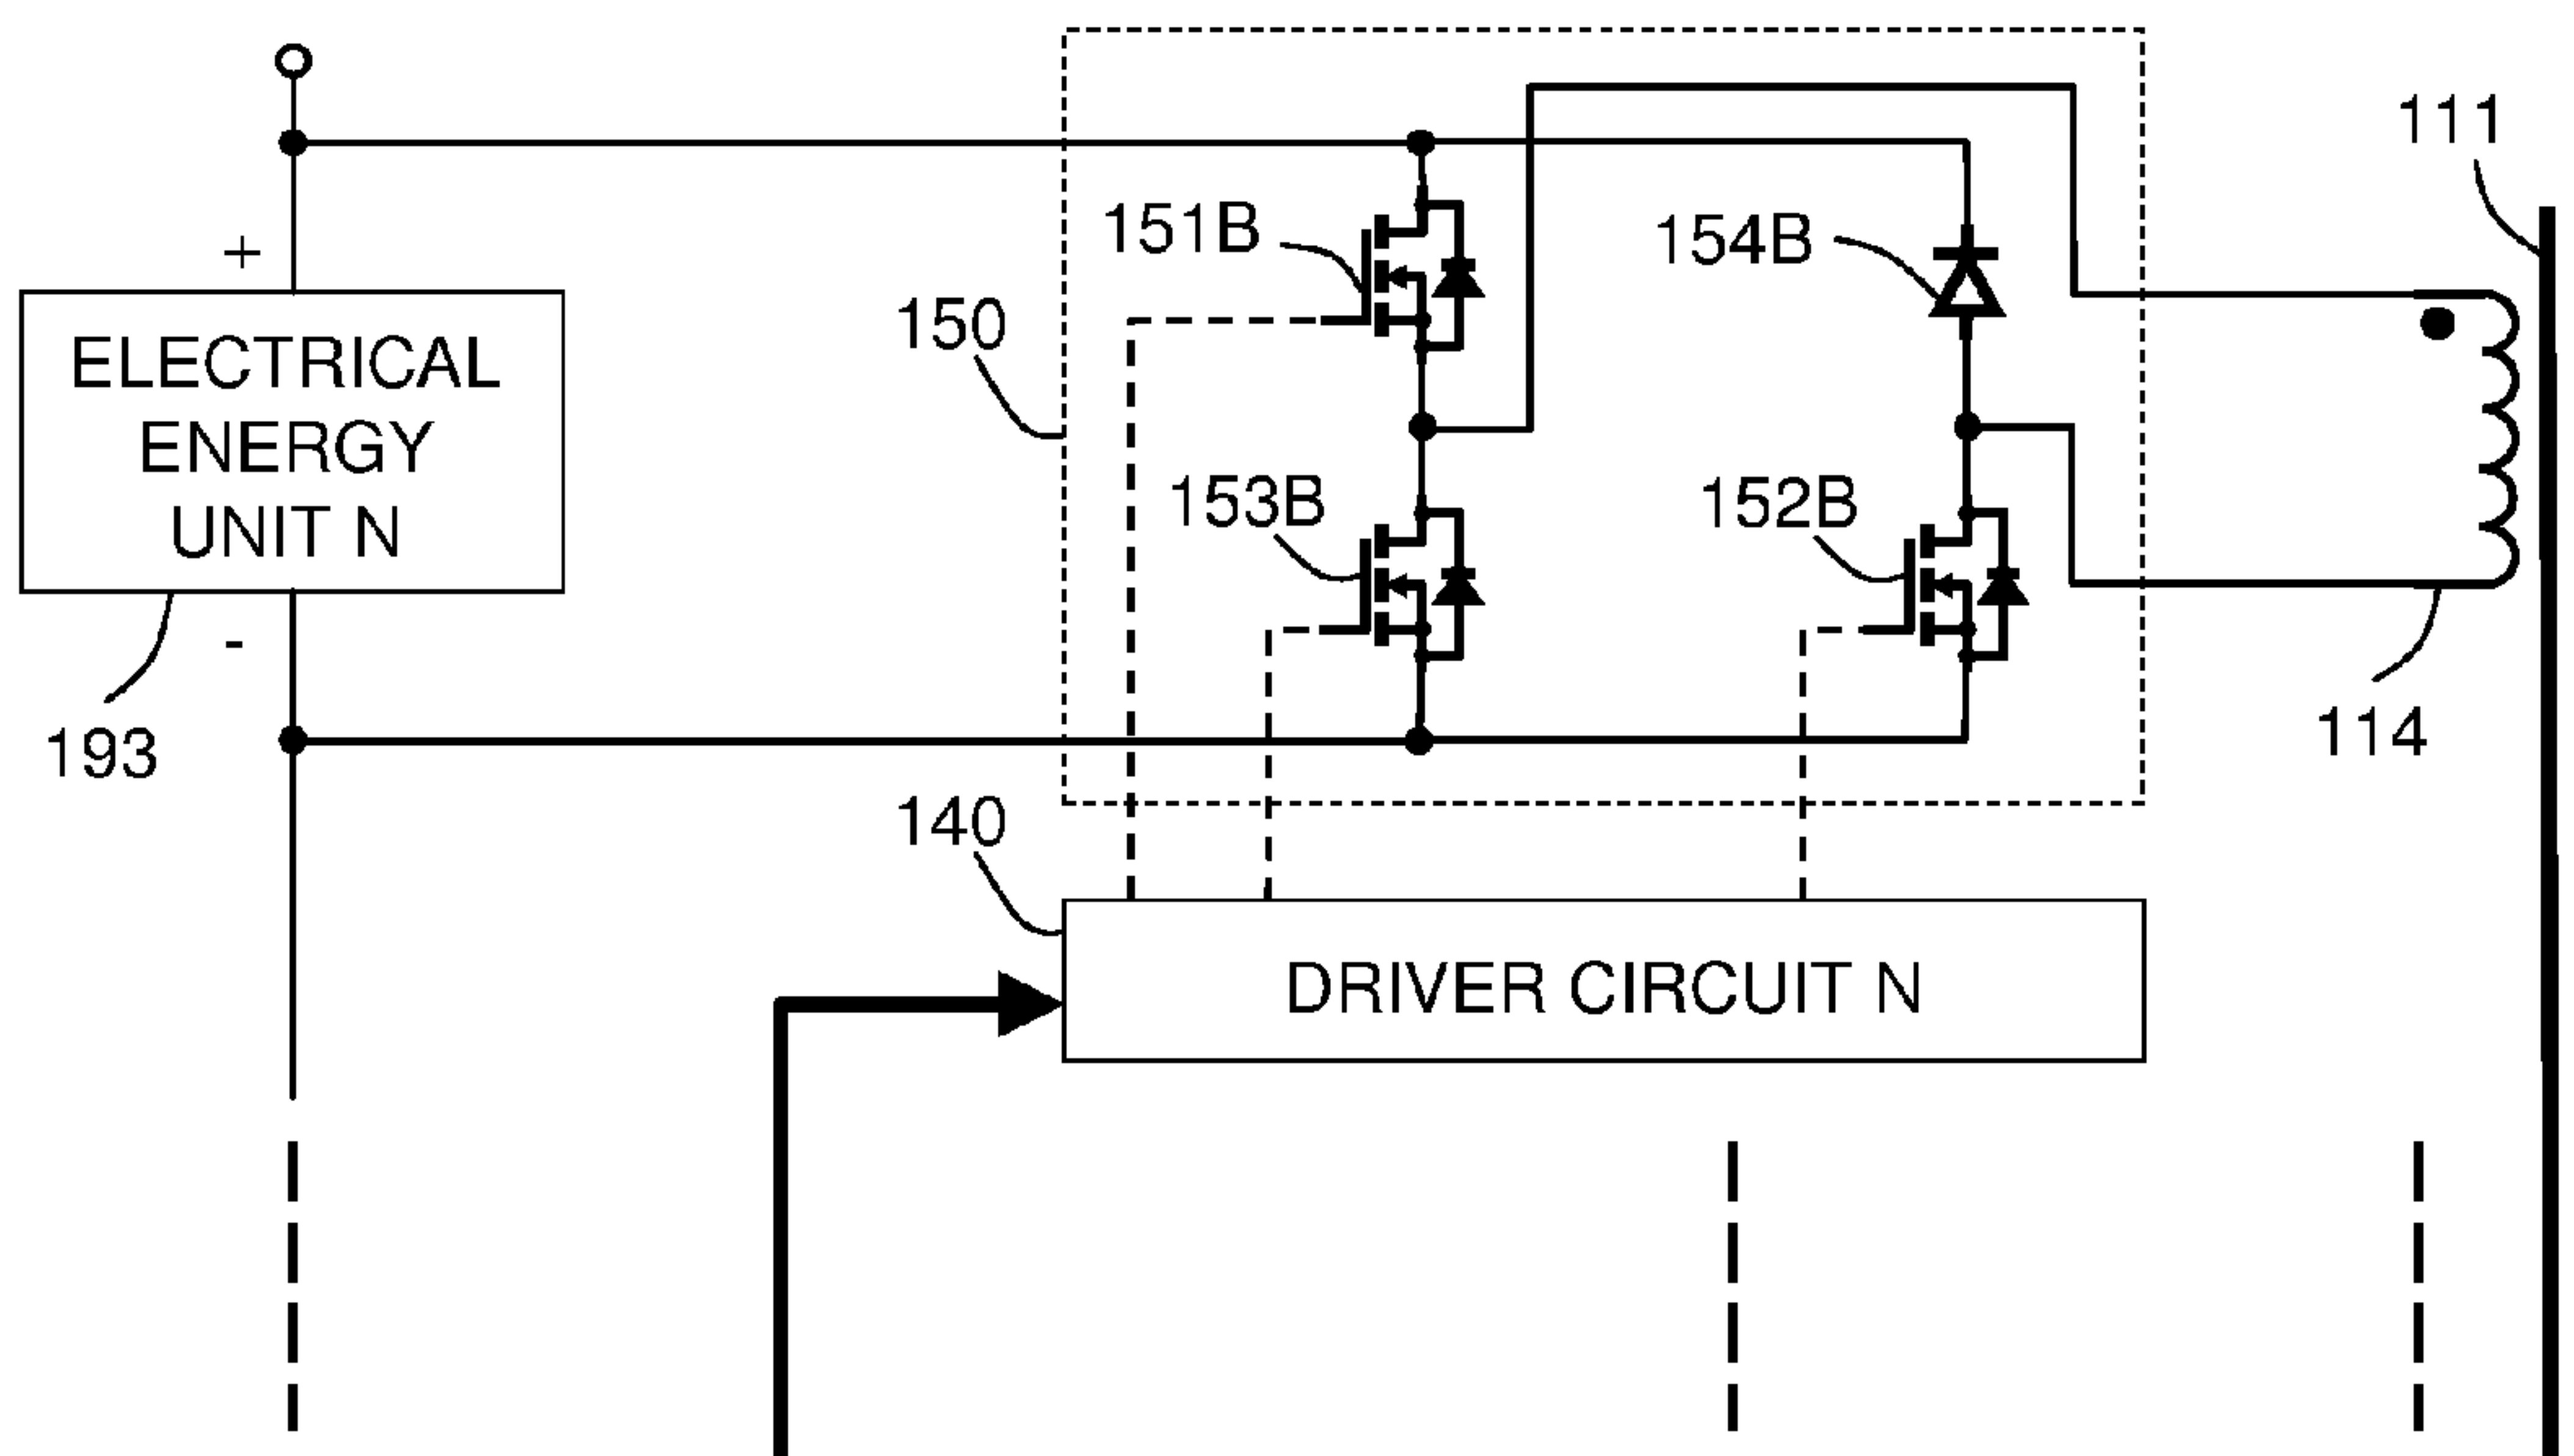 111
151B
154B
+
150
ELECTRICAL
ENERGY
UNIT N
153B
152B
-
193
114
140
DRIVER CIRCUIT N